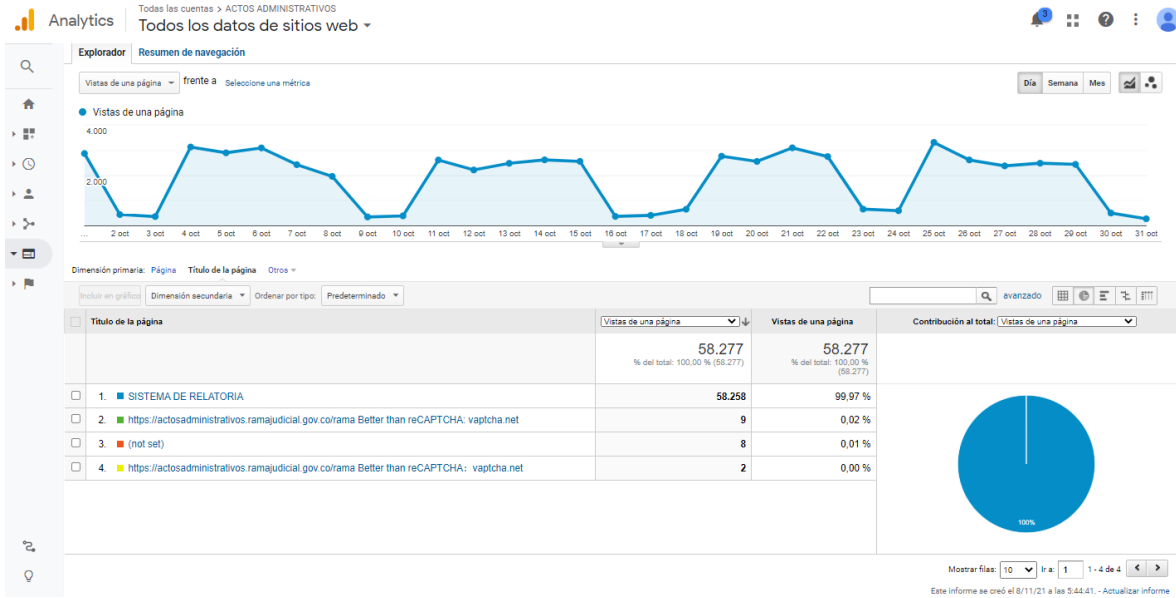 Analytics
Todas las cuentas > ACTOS ADMINISTRATIVOS
Todos los datos de sitios web
3
Explorador
Resumen de navegación
Vistas de una página
frente a
Seleccione una métrica
Día
Semana
Mes
Vistas de una página
4.000
2.000
...
2 oct
3 oct
4 oct
5 oct
6 oct
7 oct
8 oct
9 oct
10 oct
11 oct
12 oct
13 oct
14 oct
15 oct
16 oct
17 oct
18 oct
19 oct
20 oct
21 oct
22 oct
23 oct
24 oct
25 oct
26 oct
27 oct
28 oct
29 oct
30 oct
31 oct
Dimensión primaria: Página Título de la página Otros
Incluir en gráfico
Dimensión secundaria
Ordenar por tipo:
Predeterminado
avanzado
Título de la página
Vistas de una página
Vistas de una página
Contribución al total: Vistas de una página
58.277
% del total: 100,00 % (58.277)
58.277
% del total: 100,00 %
(58.277)
1. SISTEMA DE RELATORIA 58.258 99,97 %
2. https://actosadministrativos.ramajudicial.gov.co/rama Better than reCAPTCHA: vaptcha.net 9 0,02 %
3. (not set) 8 0,01 %
4. https://actosadministrativos.ramajudicial.gov.co/rama Better than reCAPTCHA：vaptcha.net 2 0,00 %
100%
Mostrar filas: 10 Ir a: 1 1 - 4 de 4
Este informe se creó el 8/11/21 a las 5:44:41. - Actualizar informe